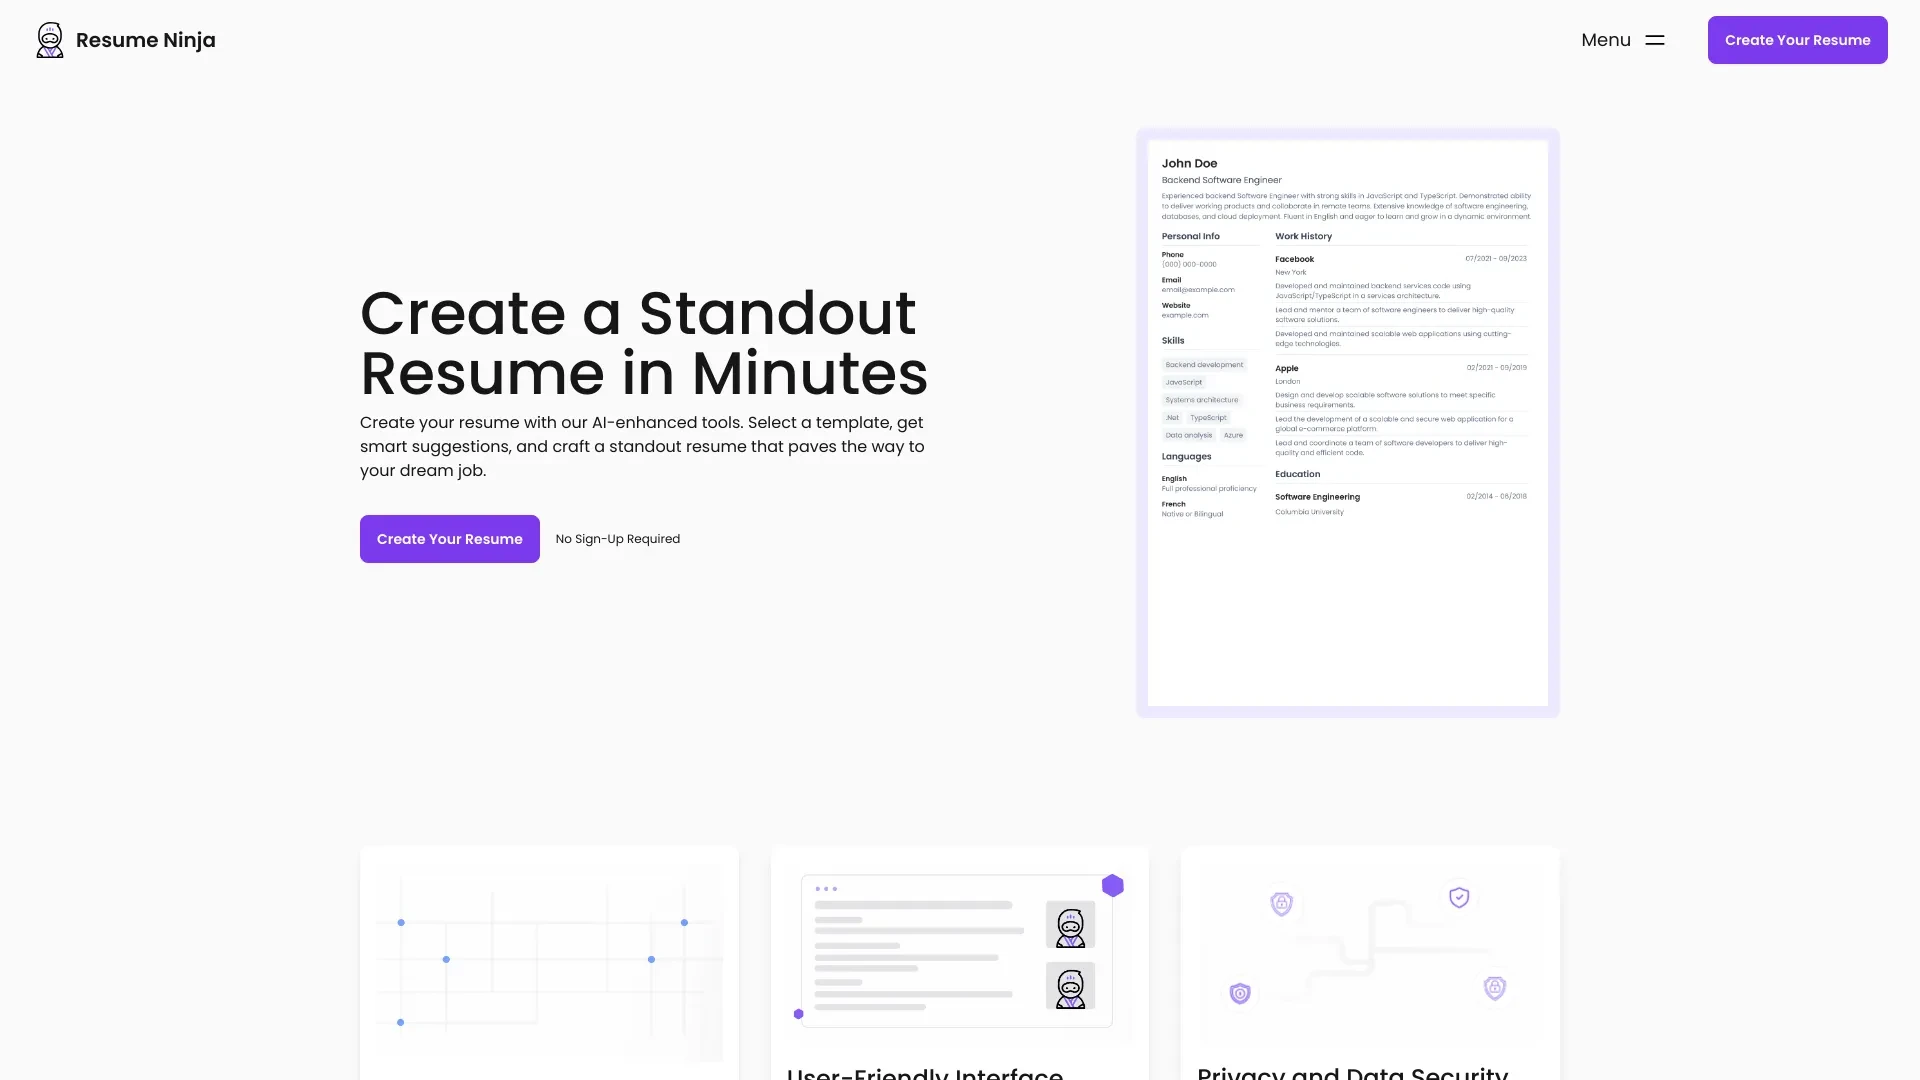 Resume Ninja
Menu
Create Your Resume
Create a Standout
Resume in Minutes
Create your resume with our AI-enhanced tools. Select a template, get
smart suggestions, and craft a standout resume that paves the way to
your dream job.
Create Your Resume
No Sign-Up Required
John Doe
Backend Software Engineer
Experienced backend Software Engineer with strong skills in JavaScript and TypeScript. Demonstrated ability
to deliver working products and collaborate in remote teams. Extensive knowledge of software engineering,
databases, and cloud deployment. Fluent in English and eager to learn and grow in a dynamic environment.
Personal Info
Phone
(000) 000-0000
Email
email@example.com
Website
example.com
Skills
Backend development
JavaScript
Systems architecture
.Net TypeScript
Data analysis Azure
Languages
English
Full professional proficiency
French
Native or Bilingual
Work History
Facebook 07/2021 - 09/2023
New York
Developed and maintained backend services code using
JavaScript/TypeScript in a services architecture.
Lead and mentor a team of software engineers to deliver high-quality
software solutions.
Developed and maintained scalable web applications using cutting-
edge technologies.
Apple 02/2021 - 09/2019
London
Design and develop scalable software solutions to meet specific
business requirements.
Lead the development of a scalable and secure web application for a
global e-commerce platform.
Lead and coordinate a team of software developers to deliver high-
quality and efficient code.
Education
Software Engineering 02/2014 - 06/2018
Columbia University
User-Friendly Interface
Privacy and Data Security